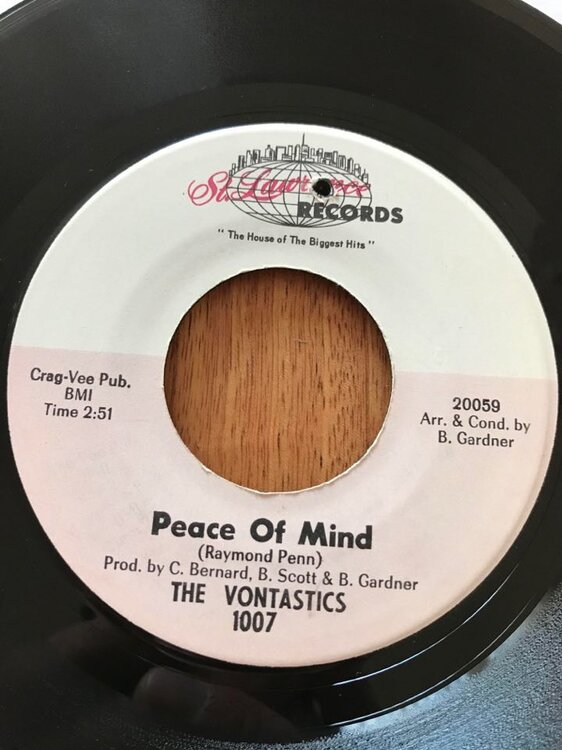 St. Lawrence
RECORDS
"The House of The Biggest Hits"
Crag-Vee Pub.
BMI
Time 2:51
20059
Arr. & Cond. by
B. Gardner
Peace Of Mind
(Raymond Penn)
Prod. by C. Bernard, B. Scott & B. Gardner
THE VONTASTICS
1007